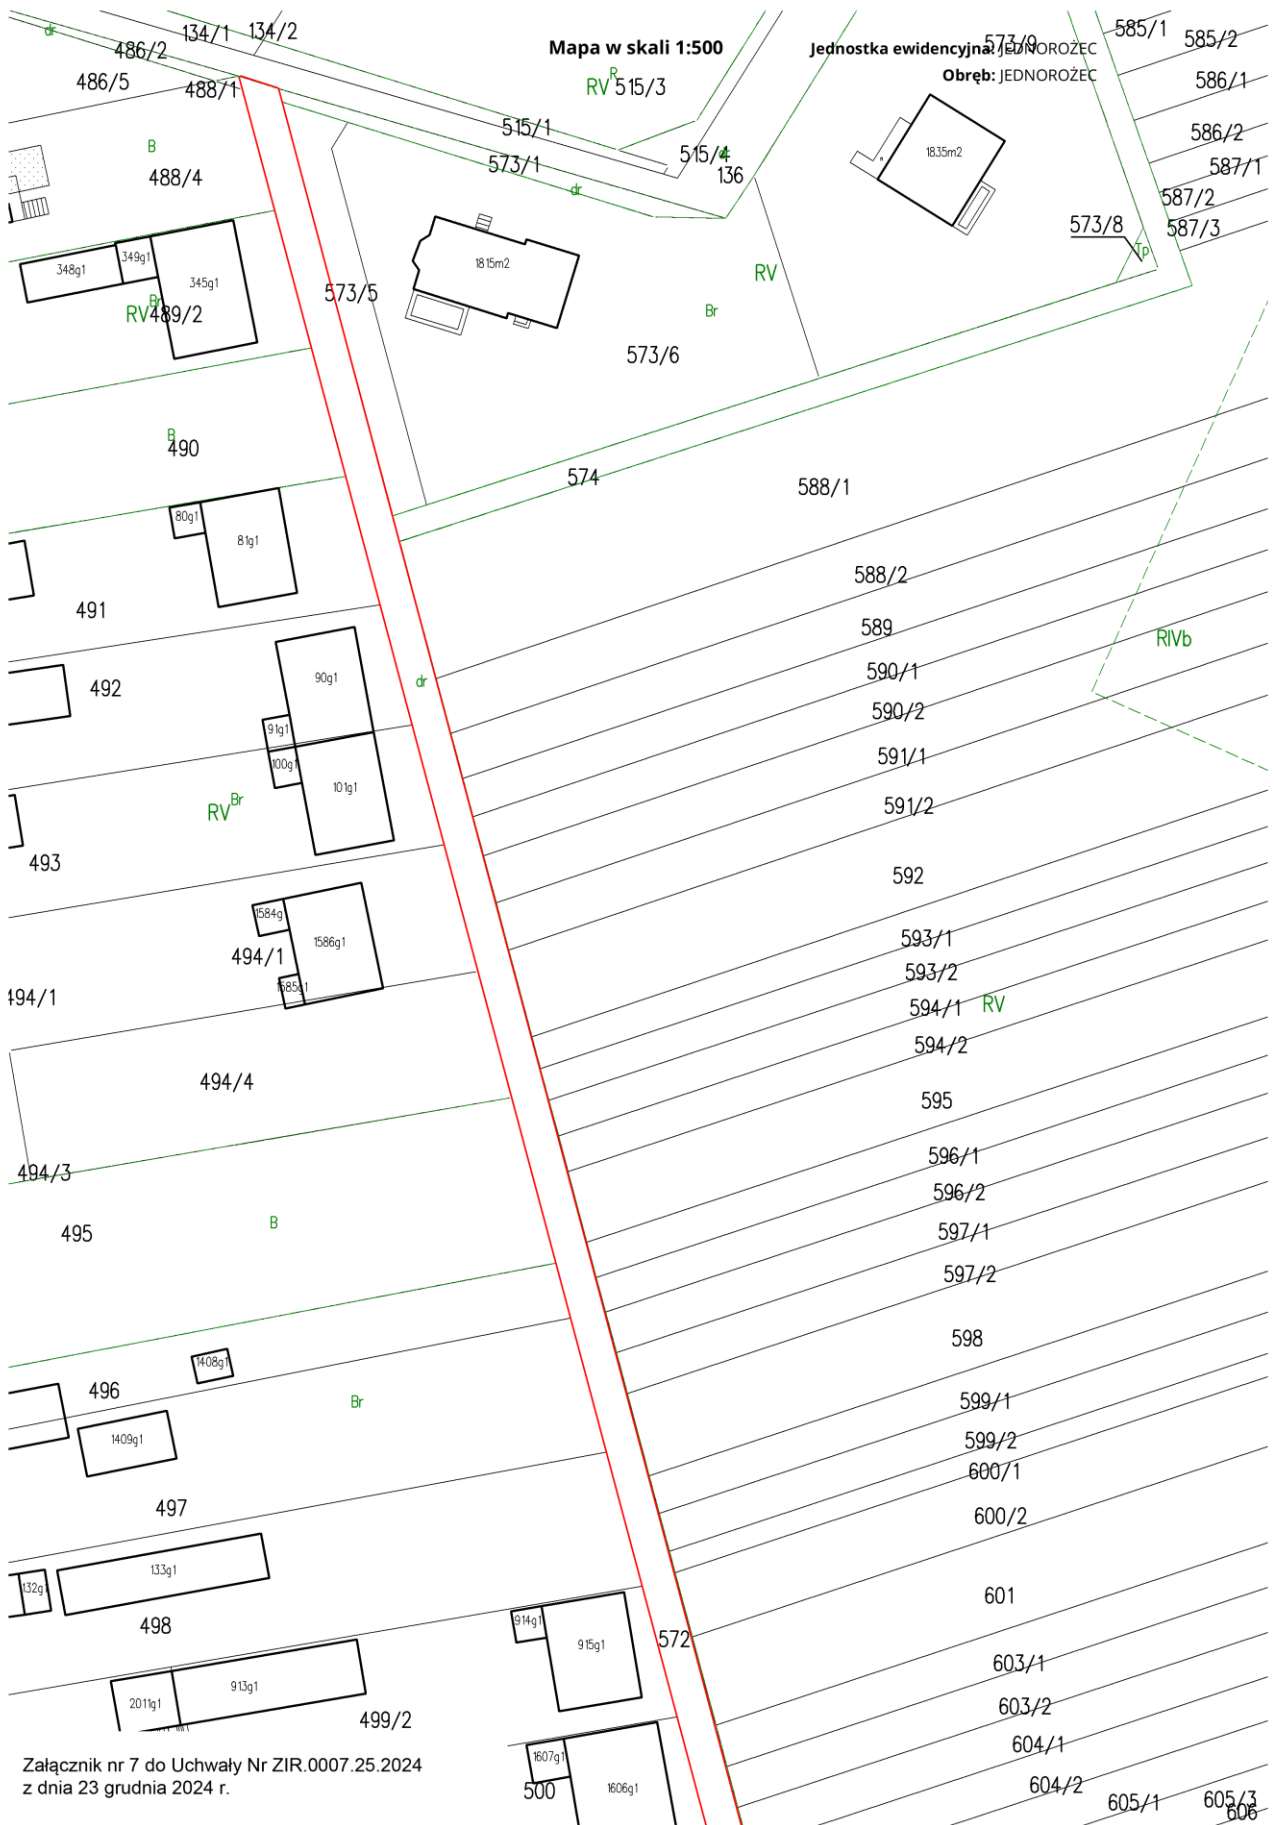 dr
134/1
134/2
486/2
486/5
488/1
Mapa w skali 1:500
Jednostka ewidencyjna: JEDNOROŻEC
Obręb: JEDNOROŻEC
573/9
585/1
585/2
586/1
586/2
587/1
587/2
587/3
R
RV 515/3
515/1
573/1
515/4
dr
136
dr
1835m2
B
488/4
573/8
Tp
348g1
349g1
345g1
1815m2
RV
Br
RV 489/2
573/5
Br
573/6
B
490
574
588/1
80g1
81g1
588/2
491
589
RIVb
590/1
492
90g1
dr
590/2
91g1
591/1
100g1
101g1
RV Br
591/2
493
592
1584g
1586g1
593/1
494/1
593/2
1585g1
494/1
594/1
RV
594/2
494/4
595
596/1
494/3
596/2
495
B
597/1
597/2
598
1408g1
496
Br
599/1
1409g1
599/2
600/1
497
600/2
133g1
132g1
601
498
914g1
915g1
572
603/1
2011g1
913g1
603/2
499/2
604/1
1607g1
1606g1
500
604/2
605/1
605/3
606
Załącznik nr 7 do Uchwały Nr ZIR.0007.25.2024
z dnia 23 grudnia 2024 r.